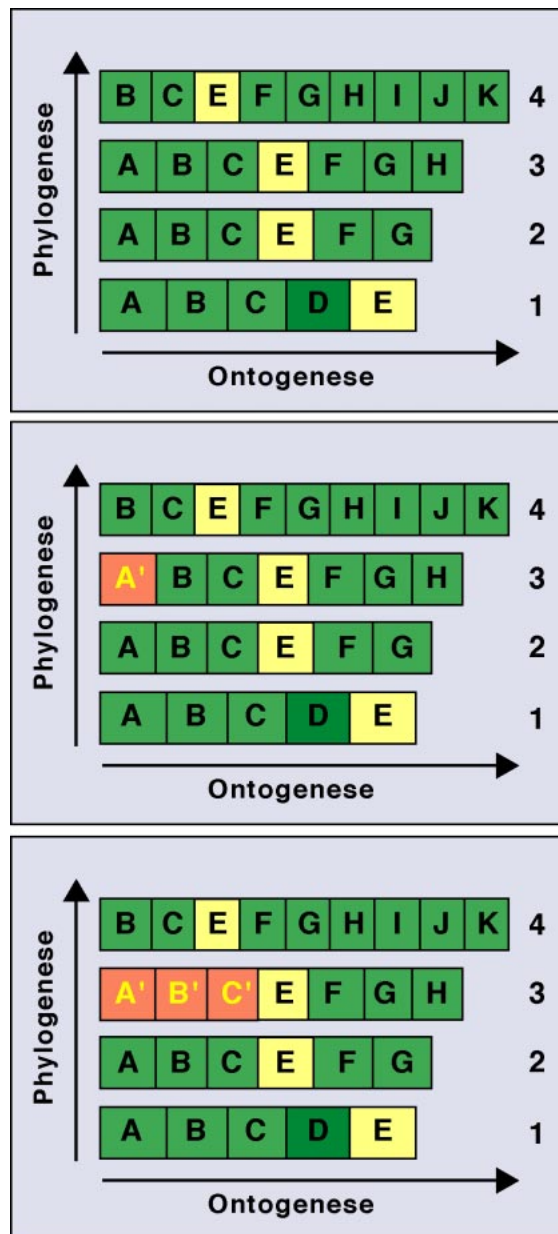 B C E F G H I J K 4
A B C E F G H 3
A B C E F G 2
A B C D E 1
Phylogenese
Ontogenese
B C E F G H I J K 4
A' B C E F G H 3
A B C E F G 2
A B C D E 1
Phylogenese
Ontogenese
B C E F G H I J K 4
A' B' C' E F G H 3
A B C E F G 2
A B C D E 1
Phylogenese
Ontogenese